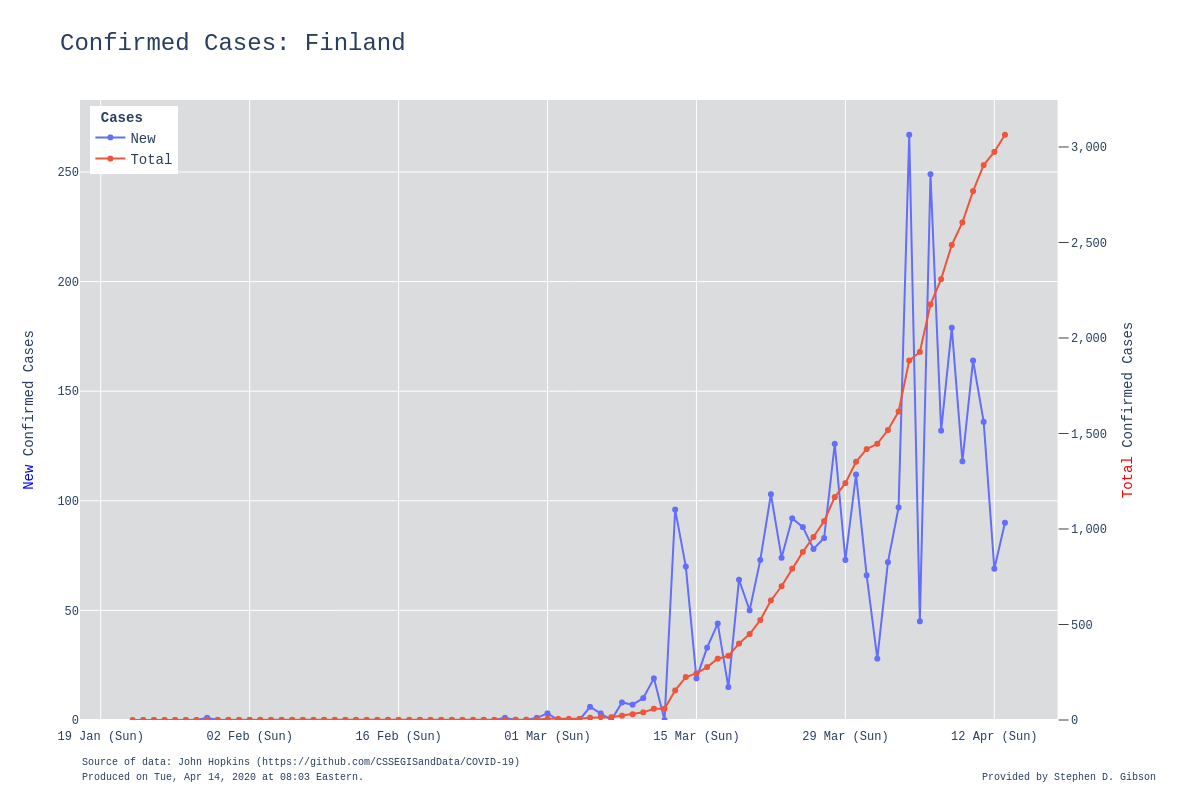 Confirmed Cases: Finland
Cases
New
Total
250
200
150
100
50
0
3,000
2,500
2,000
1,500
1,000
500
0
New Confirmed Cases
Total Confirmed Cases
19 Jan (Sun)
02 Feb (Sun)
16 Feb (Sun)
01 Mar (Sun)
15 Mar (Sun)
29 Mar (Sun)
12 Apr (Sun)
Source of data: John Hopkins (https://github.com/CSSEGISandData/COVID-19)
Produced on Tue, Apr 14, 2020 at 08:03 Eastern.
Provided by Stephen D. Gibson